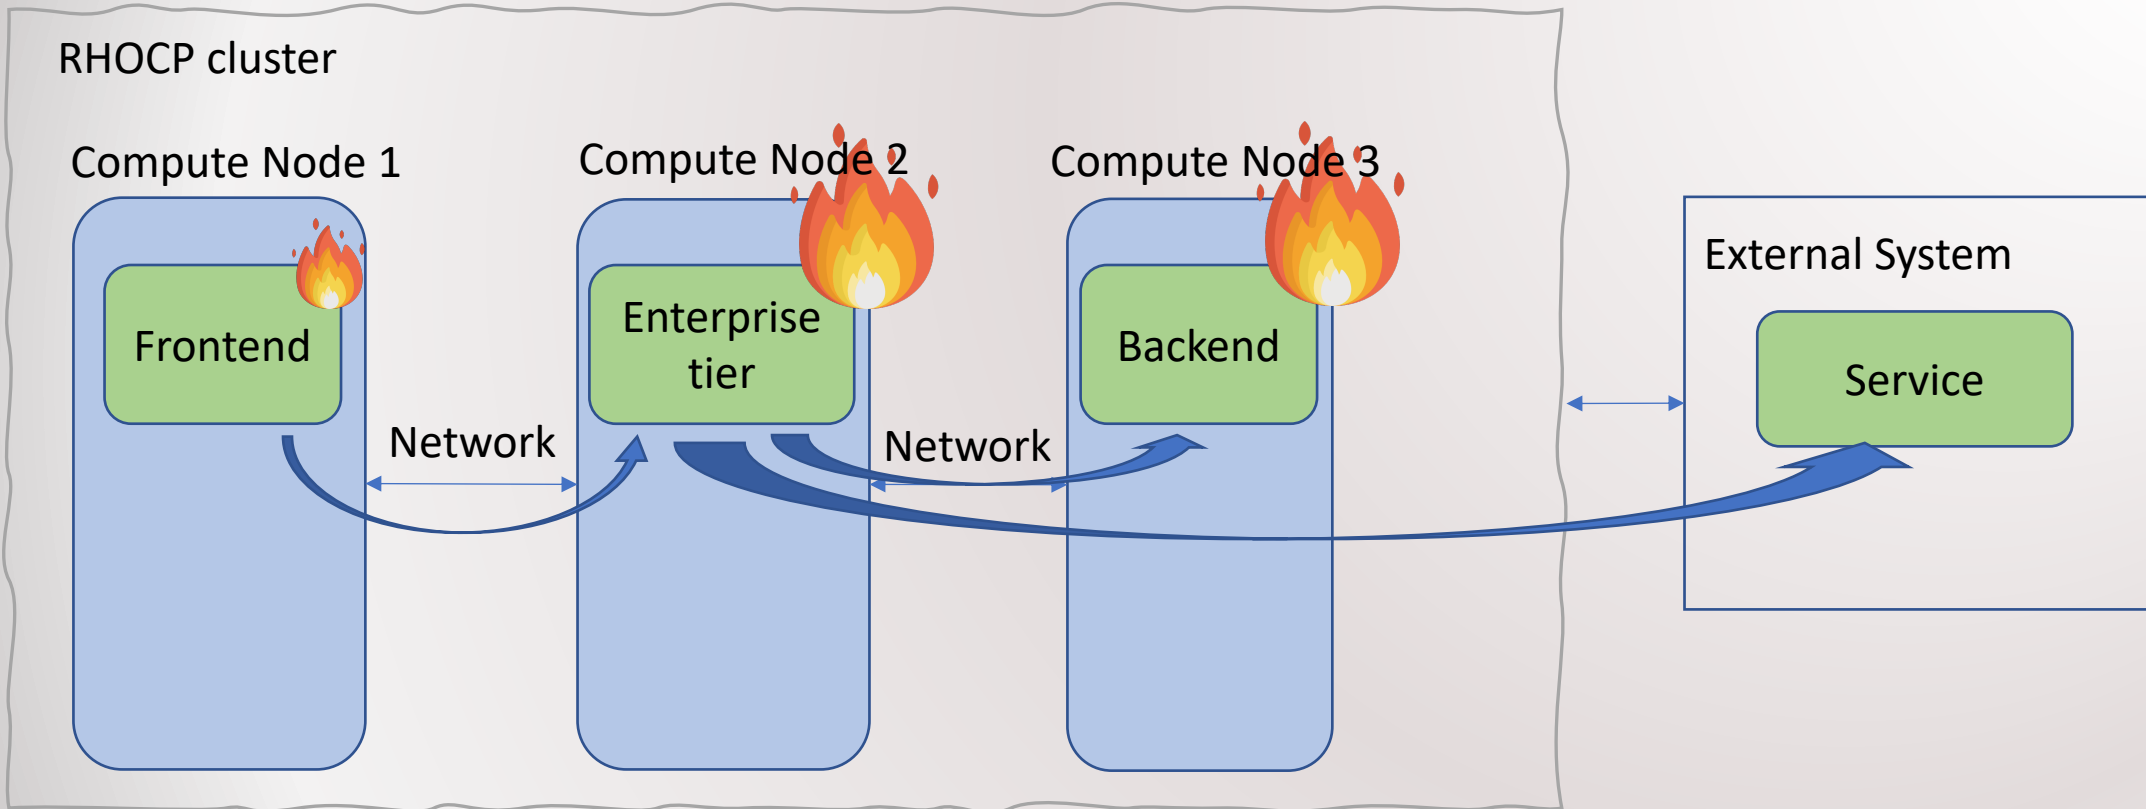 RHOCP cluster
Compute Node 1
Compute Node 2
Compute Node 3
External System
Frontend
Enterprise
tier
Backend
Service
Network
Network